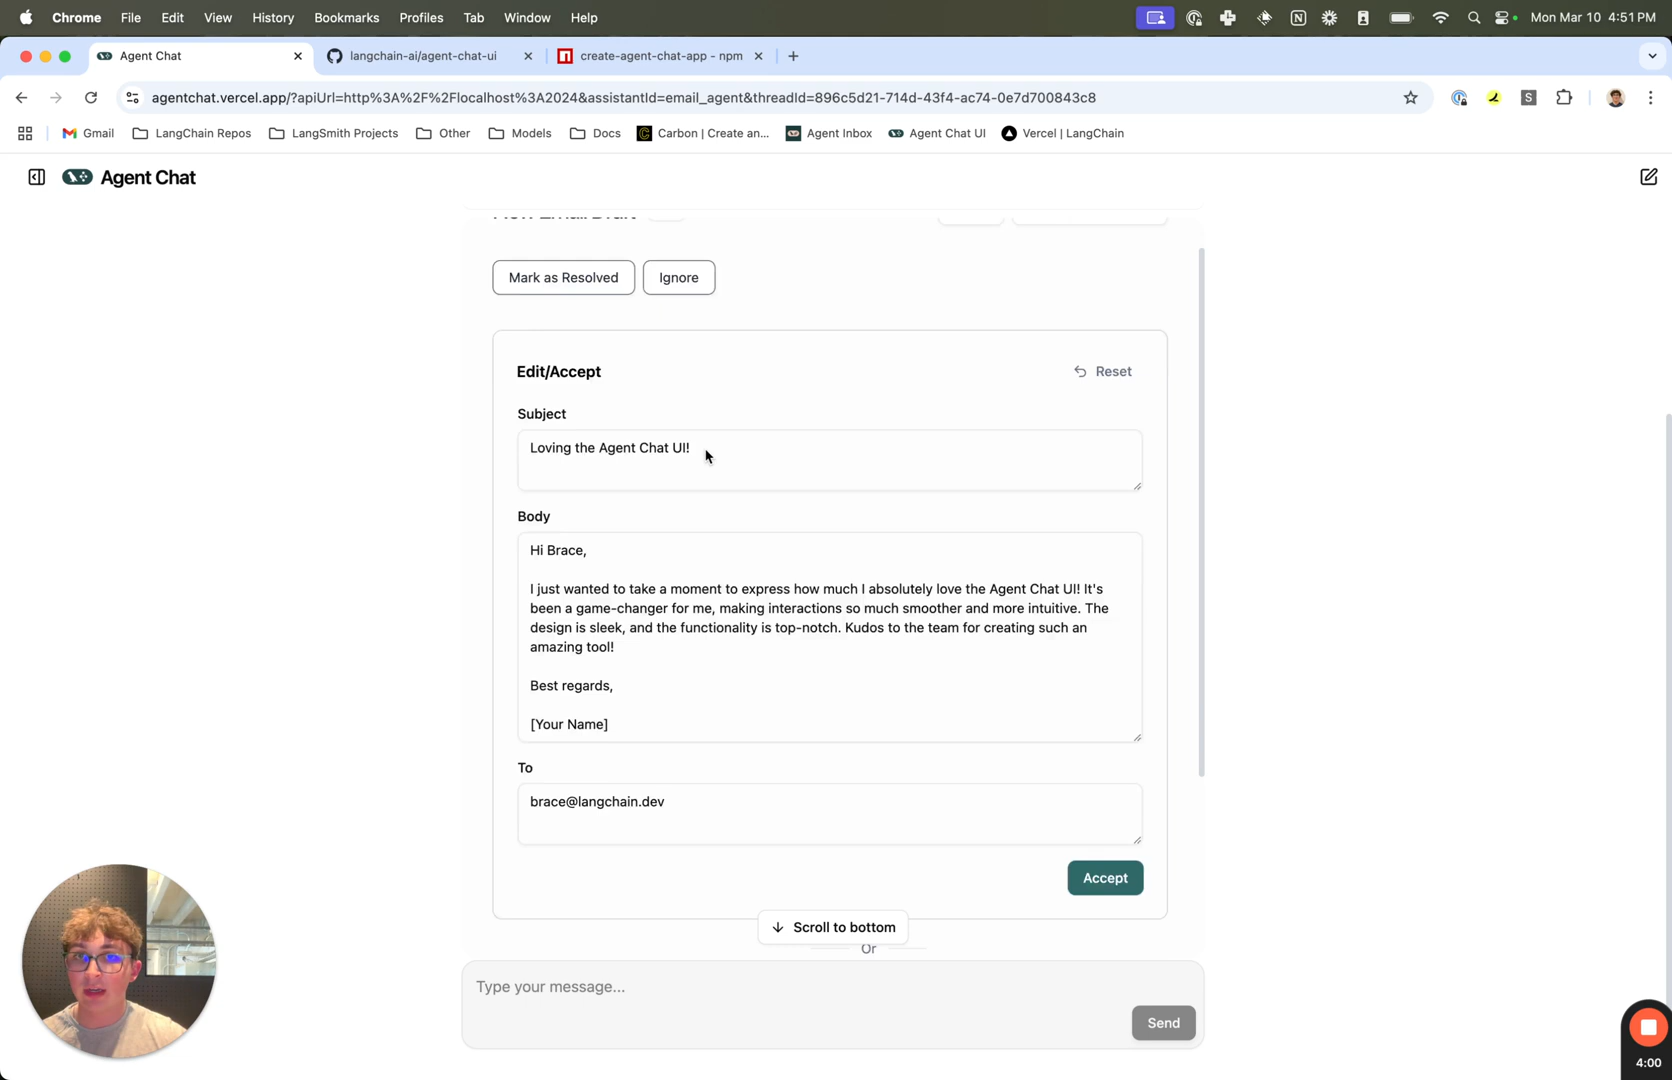 Chrome File Edit View History Bookmarks Profiles Tab Window Help
Mon Mar 10 4:51 PM
Agent Chat
langchain-ai/agent-chat-ui
create-agent-chat-app - npm
agentchat.vercel.app/?apiUrl=http%3A%2F%2Flocalhost%3A2024&assistantId=email_agent&threadId=896c5d21-714d-43f4-ac74-0e7d700843c8
Gmail LangChain Repos LangSmith Projects Other Models Docs Carbon | Create an... Agent Inbox Agent Chat UI Vercel | LangChain
Agent Chat
Mark as Resolved
Ignore
Edit/Accept
Reset
Subject
Loving the Agent Chat UI!
Body
Hi Brace,
I just wanted to take a moment to express how much I absolutely love the Agent Chat UI! It's
been a game-changer for me, making interactions so much smoother and more intuitive. The
design is sleek, and the functionality is top-notch. Kudos to the team for creating such an
amazing tool!
Best regards,
[Your Name]
To
brace@langchain.dev
Accept
Scroll to bottom
Or
Type your message...
Send
4:00